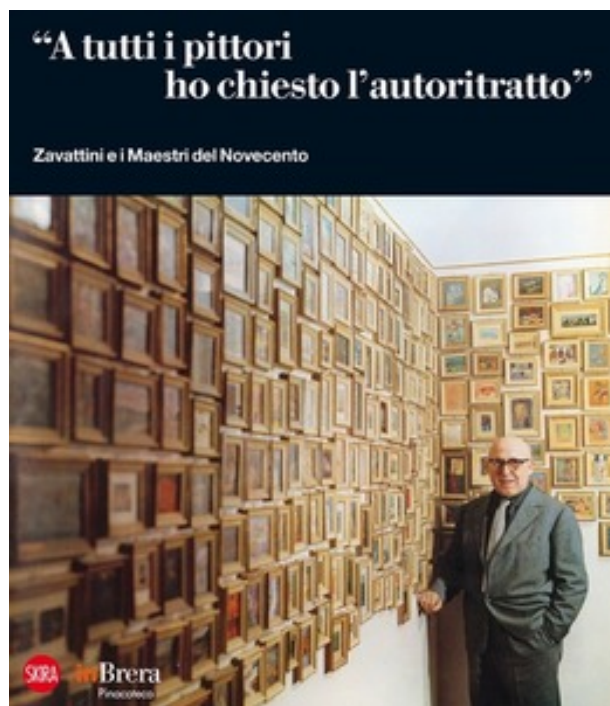 “A tutti i pittori
ho chiesto l’autoritratto”
Zavattini e i Maestri del Novecento
SKIRA
inBrera
Pinacoteca